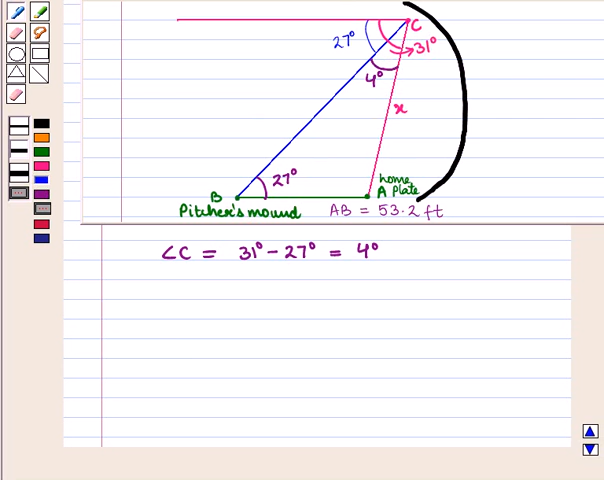 C
27°
31°
4°
x
27°
home
B
A Plate
Pitcher's mound
AB = 53.2 ft
∠C = 31° - 27° = 4°